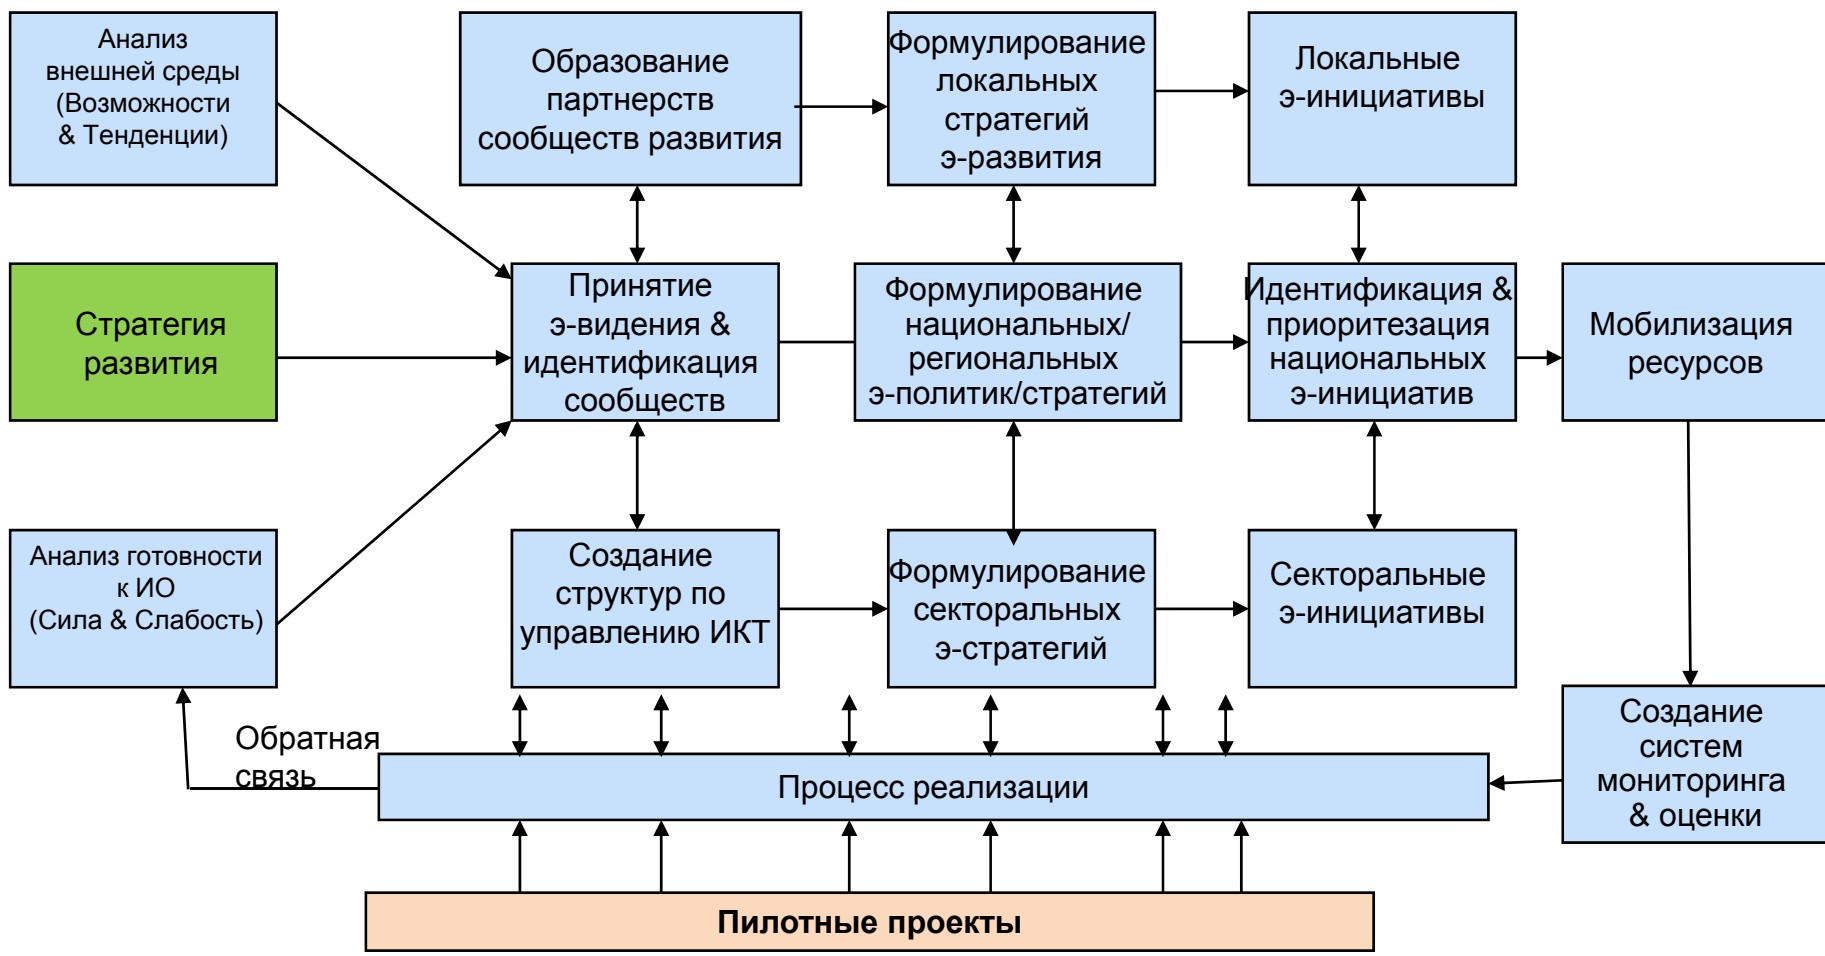 Анализ
внешней среды
(Возможности
& Тенденции)
Образование
партнерств
сообществ развития
Формулирование
локальных
стратегий
э-развития
Локальные
э-инициативы
Стратегия
развития
Принятие
э-видения &
идентификация
сообществ
Формулирование
национальных/
региональных
э-политик/стратегий
Идентификация &
приоритезация
национальных
э-инициатив
Мобилизация
ресурсов
Анализ готовности
к ИО
(Сила & Слабость)
Создание
структур по
управлению ИКТ
Формулирование
секторальных
э-стратегий
Секторальные
э-инициативы
Создание
систем
мониторинга
& оценки
Обратная
связь
Процесс реализации
Пилотные проекты